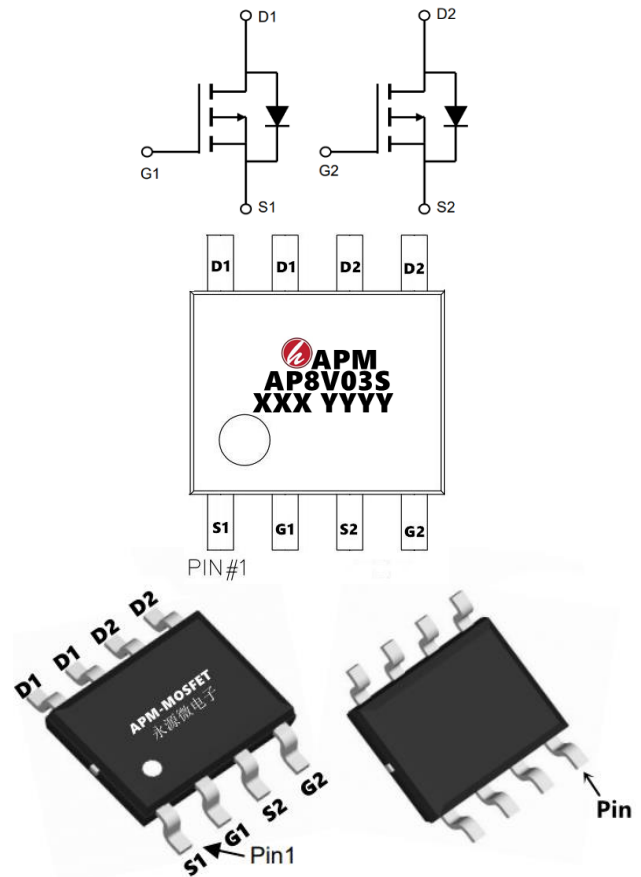 D1
D2
G1
G2
S1
S2
D1 D1 D2 D2
APM
AP8V03S
XXX YYYY
S1 G1 S2 G2
PIN#1
D1 D1 D2 D2
APM-MOSFET
永源微电子
S1 G1 S2 G2
Pin1
Pin